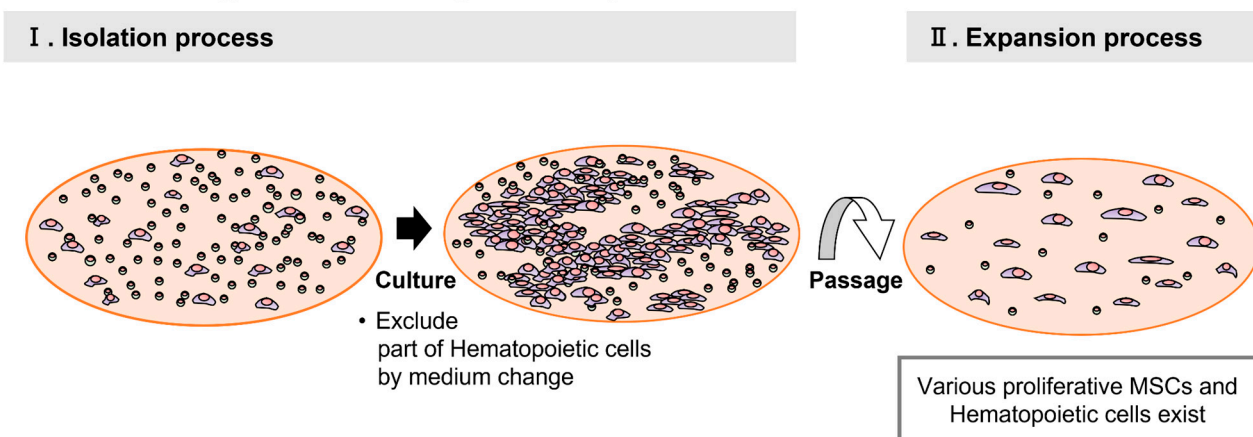 Ⅰ. Isolation process
Ⅱ. Expansion process
Culture
• Exclude
part of Hematopoietic cells
by medium change
Passage
Various proliferative MSCs and
Hematopoietic cells exist